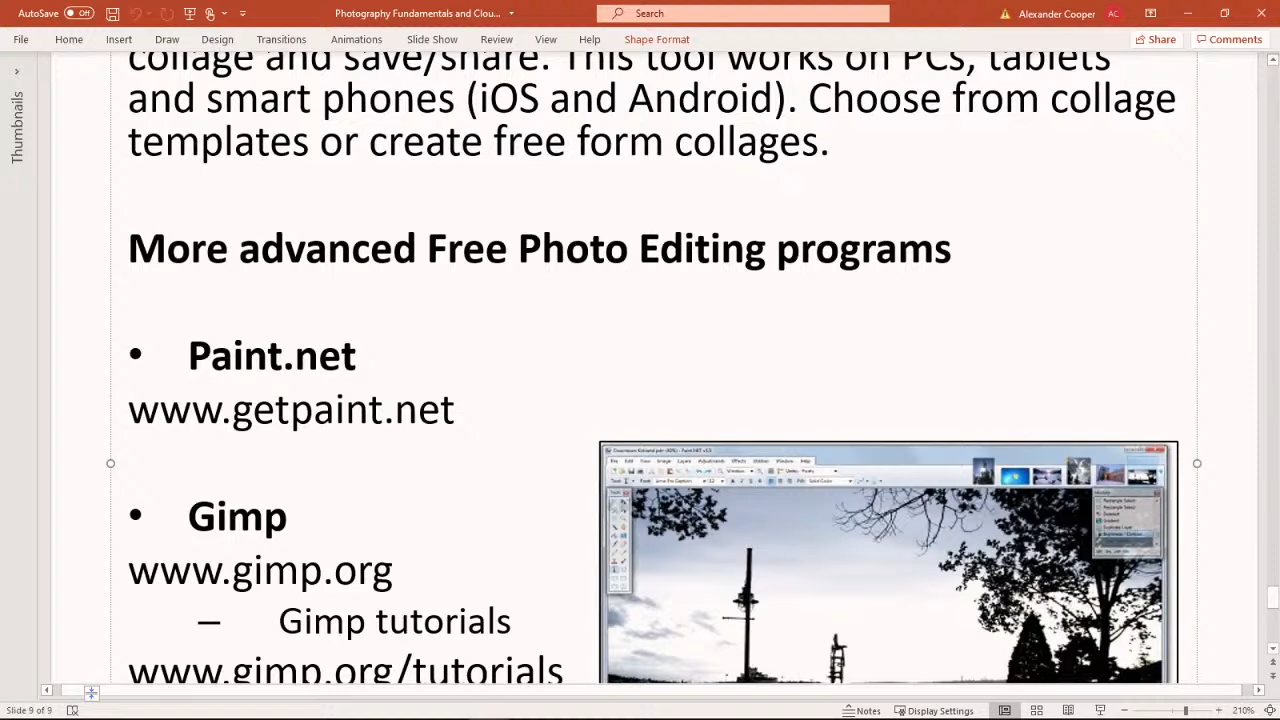 AutoSave Off Photography Fundamentals and Clou... Search Alexander Cooper AC
File Home Insert Draw Design Transitions Animations Slide Show Review View Help Shape Format Share Comments
Thumbnails
collage and save/share. This tool works on PCs, tablets
and smart phones (iOS and Android). Choose from collage
templates or create free form collages.
More advanced Free Photo Editing programs
• Paint.net
www.getpaint.net
• Gimp
www.gimp.org
– Gimp tutorials
www.gimp.org/tutorials
Slide 9 of 9 Notes Display Settings 210%